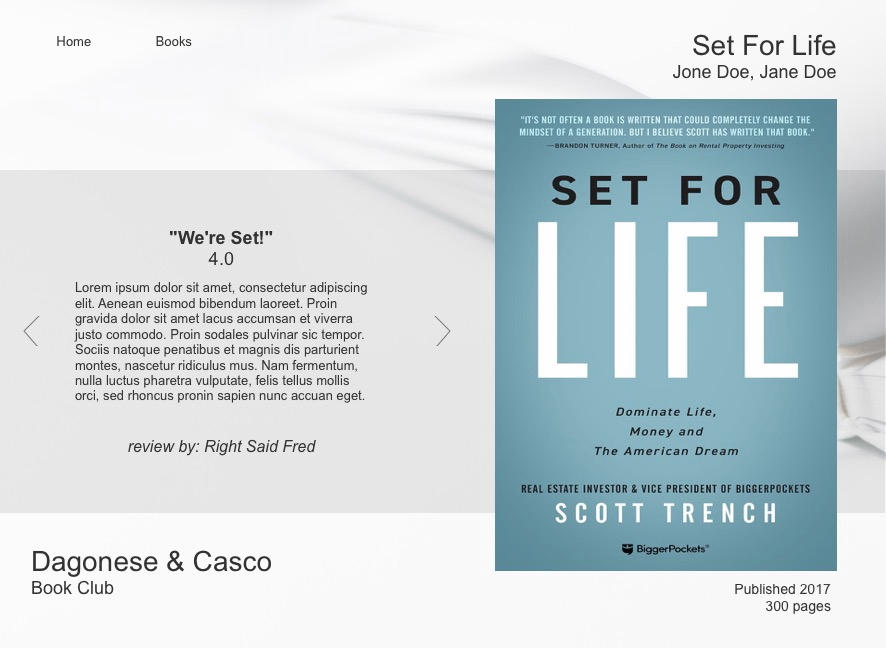 Home Books
Set For Life
Jone Doe, Jane Doe
"We're Set!"
4.0
Lorem ipsum dolor sit amet, consectetur adipiscing
elit. Aenean euismod bibendum laoreet. Proin
gravida dolor sit amet lacus accumsan et viverra
justo commodo. Proin sodales pulvinar sic tempor.
Sociis natoque penatibus et magnis dis parturient
montes, nascetur ridiculus mus. Nam fermentum,
nulla luctus pharetra vulputate, felis tellus mollis
orci, sed rhoncus pronin sapien nunc accuan eget.
review by: Right Said Fred
"IT'S NOT OFTEN A BOOK IS WRITTEN THAT COULD COMPLETELY CHANGE THE
MINDSET OF A GENERATION. BUT I BELIEVE SCOTT HAS WRITTEN THAT BOOK."
—BRANDON TURNER, Author of The Book on Rental Property Investing
SET FOR
LIFE
Dominate Life,
Money and
The American Dream
REAL ESTATE INVESTOR & VICE PRESIDENT OF BIGGERPOCKETS
SCOTT TRENCH
BiggerPockets®
Dagonese & Casco
Book Club
Published 2017
300 pages